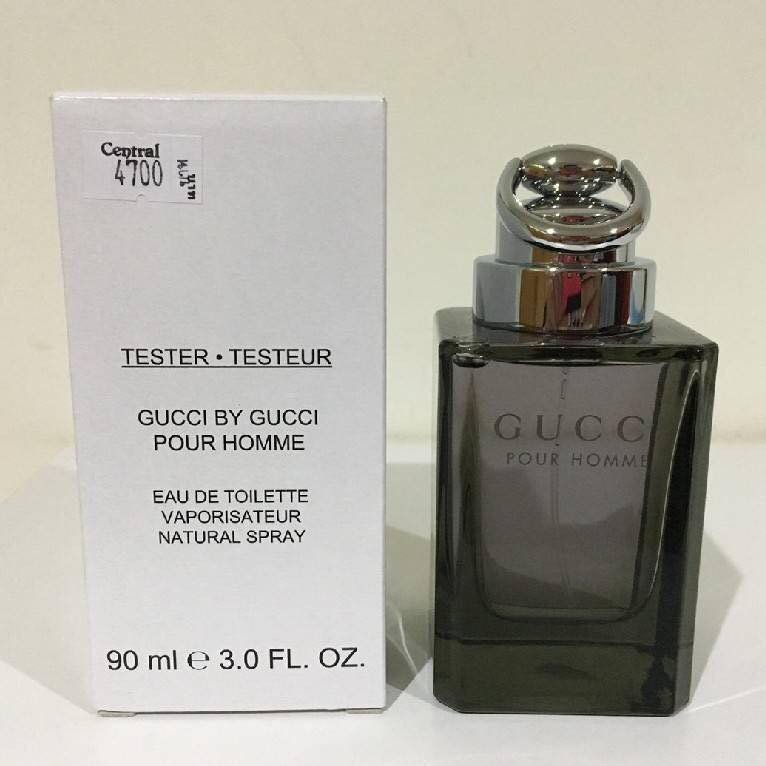 Central
4700
TESTER • TESTEUR
GUCCI BY GUCCI
POUR HOMME
EAU DE TOILETTE
VAPORISATEUR
NATURAL SPRAY
90 ml ℮ 3.0 FL. OZ.
GUCCI
POUR HOMME